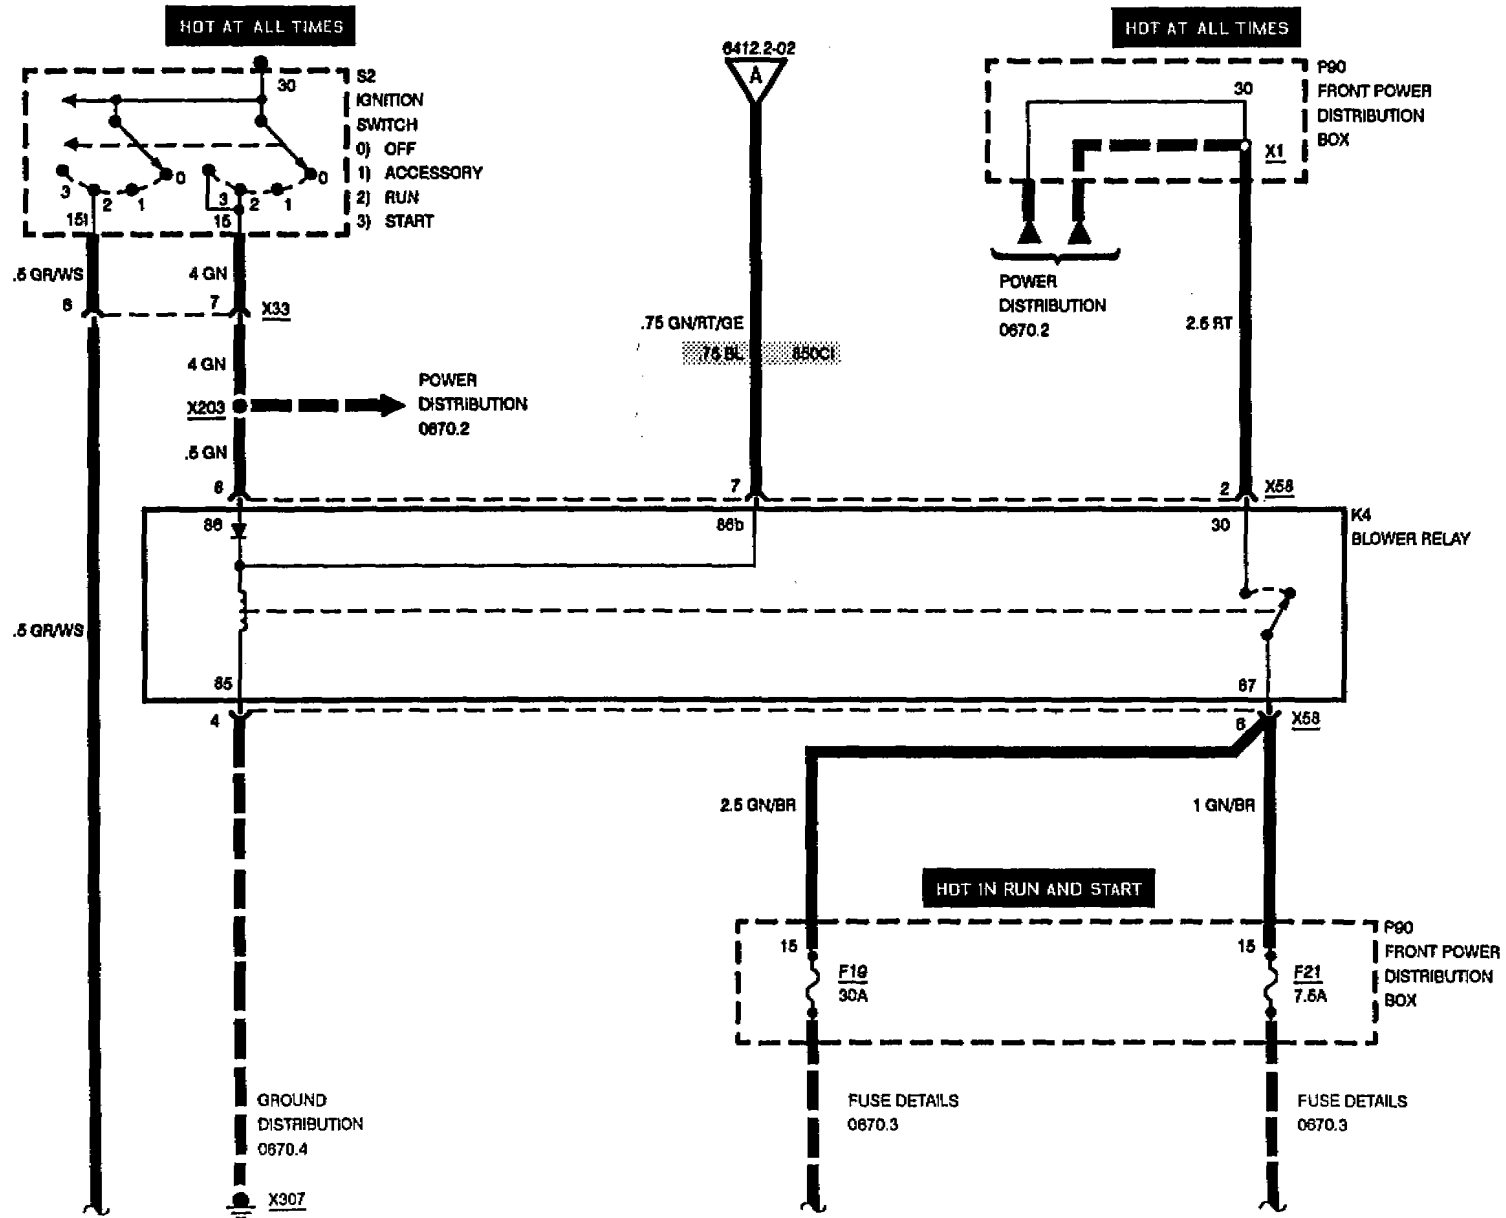 HOT AT ALL TIMES
S2
IGNITION
SWITCH
0) OFF
1) ACCESSORY
2) RUN
3) START
30
3
2
1
0
3
2
1
0
15I
15
.5 GR/WS
4 GN
6
7
X33
4 GN
X203
POWER
DISTRIBUTION
0670.2
.5 GN
6412.2-02
A
.75 GN/RT/GE
.75 BL
850CI
HOT AT ALL TIMES
P90
FRONT POWER
DISTRIBUTION
BOX
30
X1
POWER
DISTRIBUTION
0670.2
2.5 RT
8
7
2
X58
86
86b
30
K4
BLOWER RELAY
.5 GR/WS
85
87
4
6
X58
2.5 GN/BR
1 GN/BR
HOT IN RUN AND START
15
15
P90
FRONT POWER
DISTRIBUTION
BOX
F19
30A
F21
7.5A
GROUND
DISTRIBUTION
0670.4
FUSE DETAILS
0670.3
FUSE DETAILS
0670.3
X307